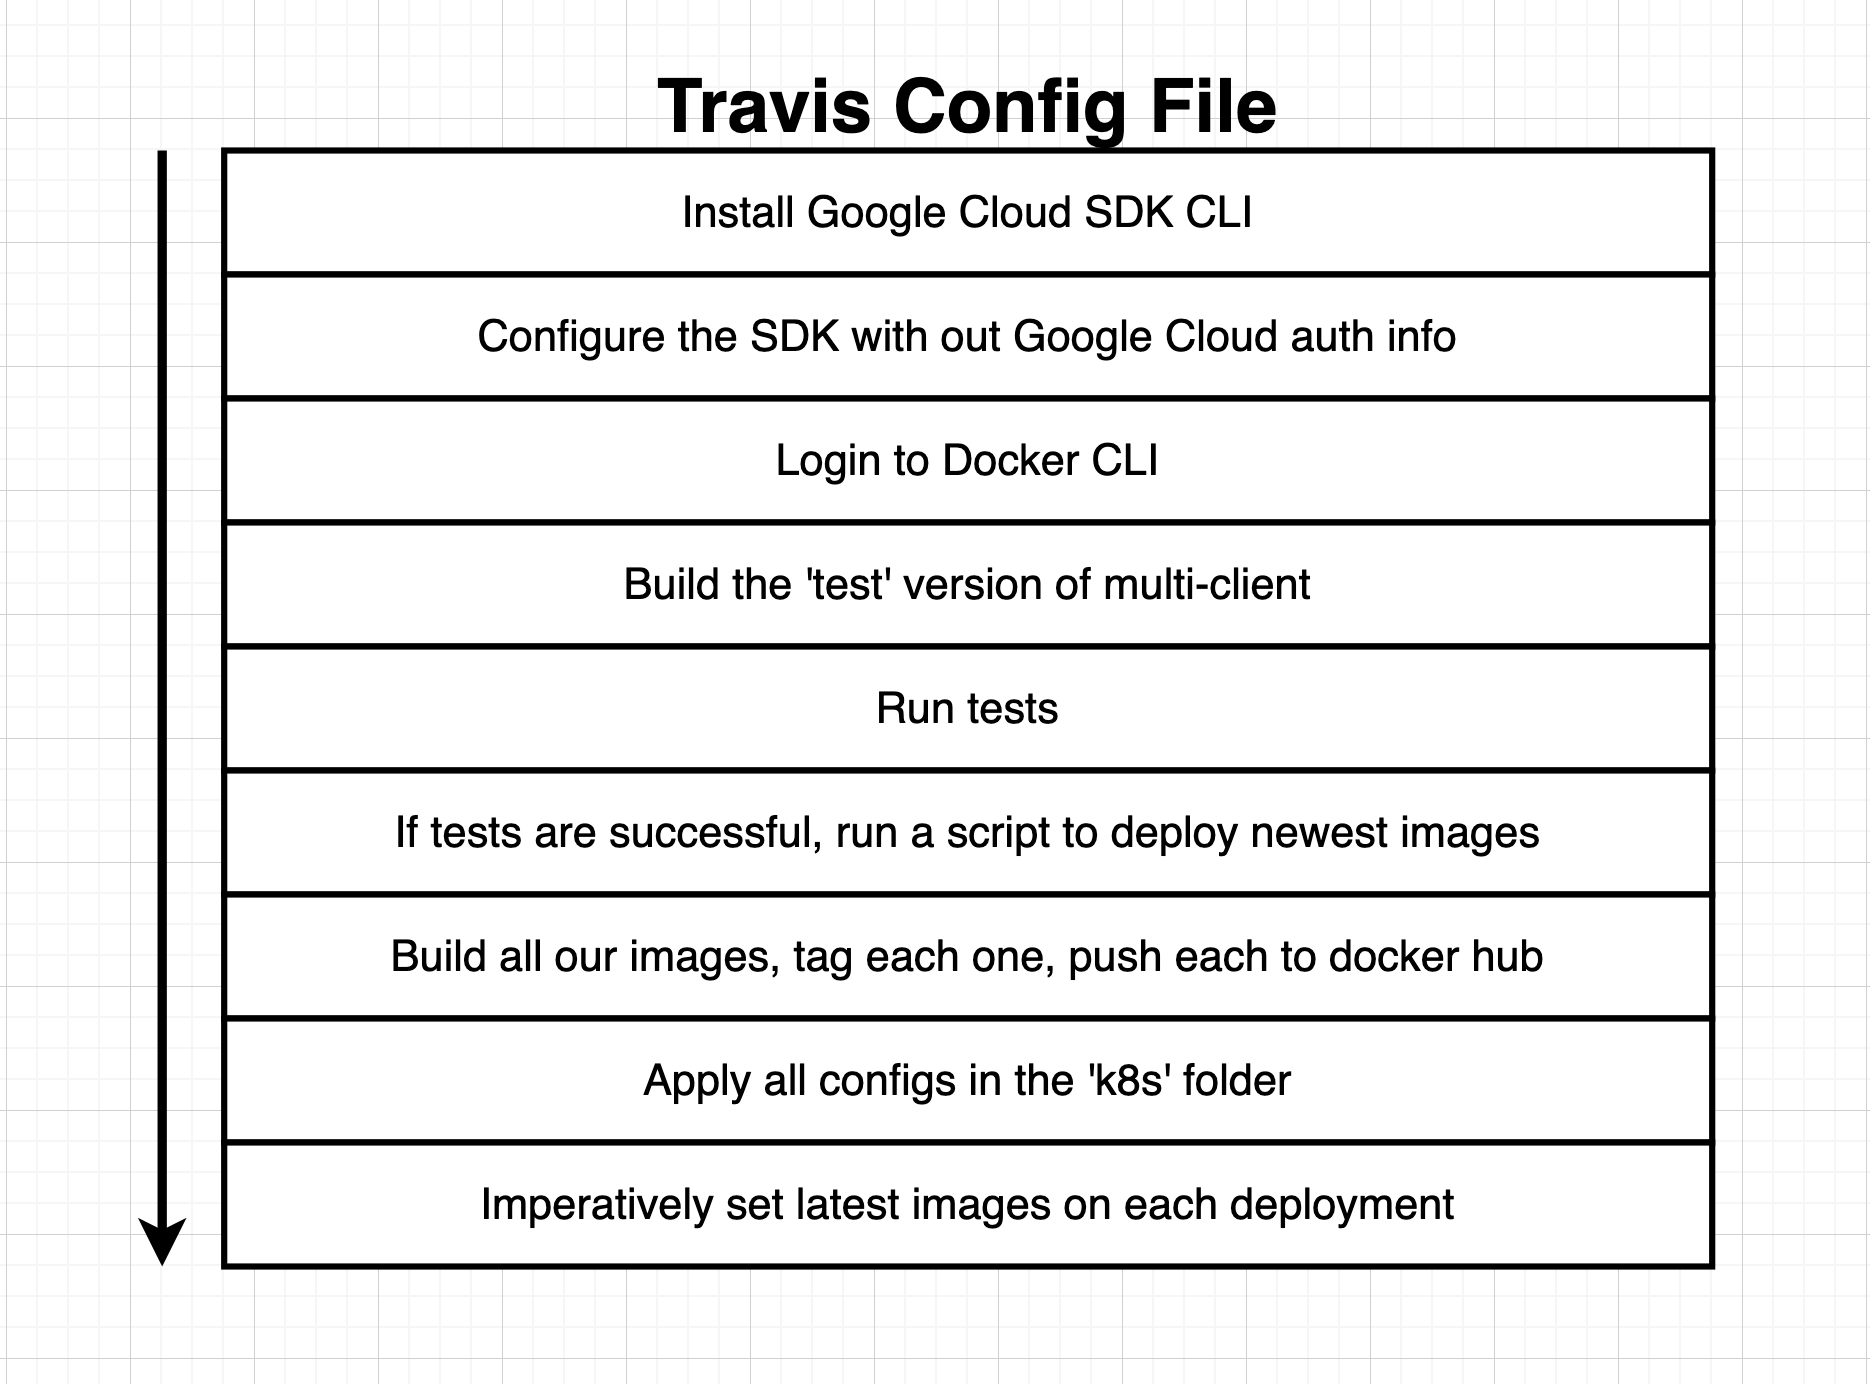 Travis Config File
Install Google Cloud SDK CLI
Configure the SDK with out Google Cloud auth info
Login to Docker CLI
Build the 'test' version of multi-client
Run tests
If tests are successful, run a script to deploy newest images
Build all our images, tag each one, push each to docker hub
Apply all configs in the 'k8s' folder
Imperatively set latest images on each deployment